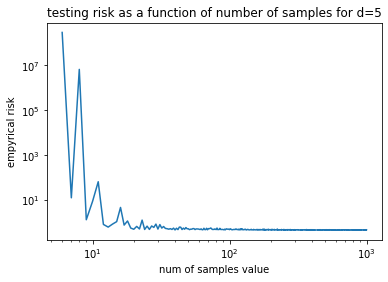 testing risk as a function of number of samples for d=5
empyrical risk
10^7
10^5
10^3
10^1
10^1 10^2 10^3
num of samples value